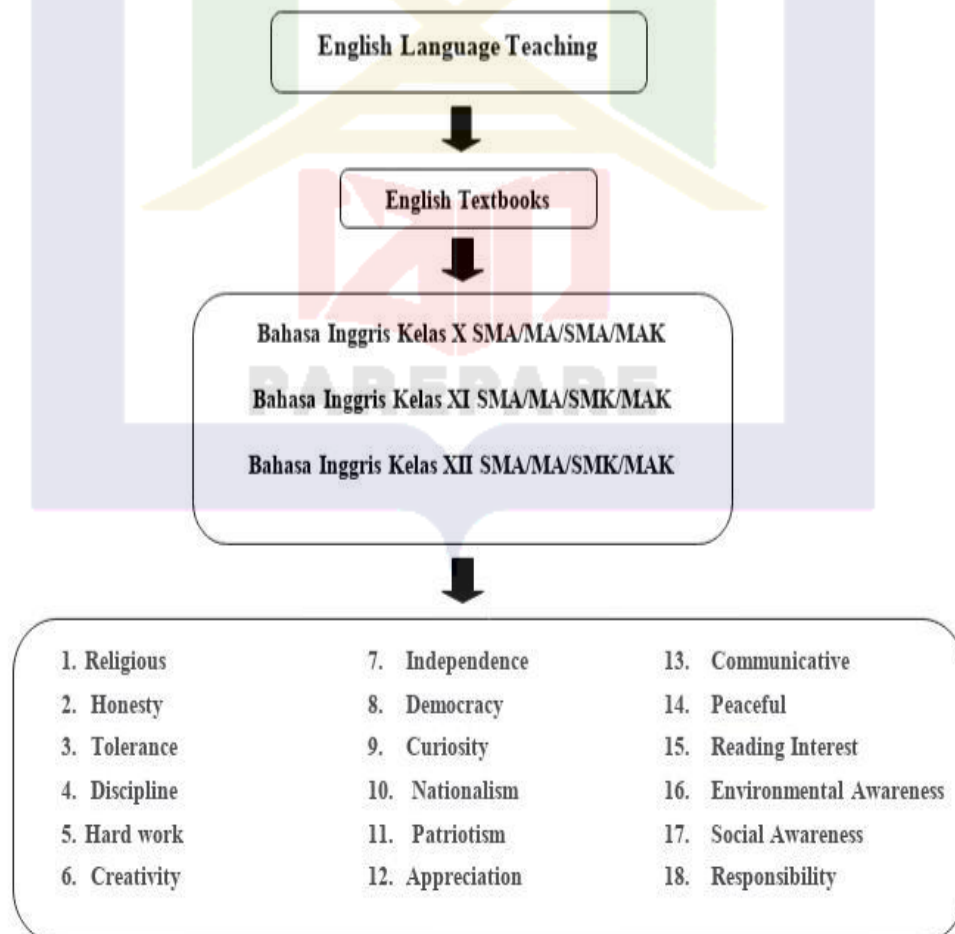 English Language Teaching
English Textbooks
Bahasa Inggris Kelas X SMA/MA/SMA/MAK
PAREPARE
Bahasa Inggris Kelas XI SMA/MA/SMK/MAK
Bahasa Inggris Kelas XII SMA/MA/SMK/MAK
1. Religious
2. Honesty
3. Tolerance
4. Discipline
5. Hard work
6. Creativity
7. Independence
8. Democracy
9. Curiosity
10. Nationalism
11. Patriotism
12. Appreciation
13. Communicative
14. Peaceful
15. Reading Interest
16. Environmental Awareness
17. Social Awareness
18. Responsibility